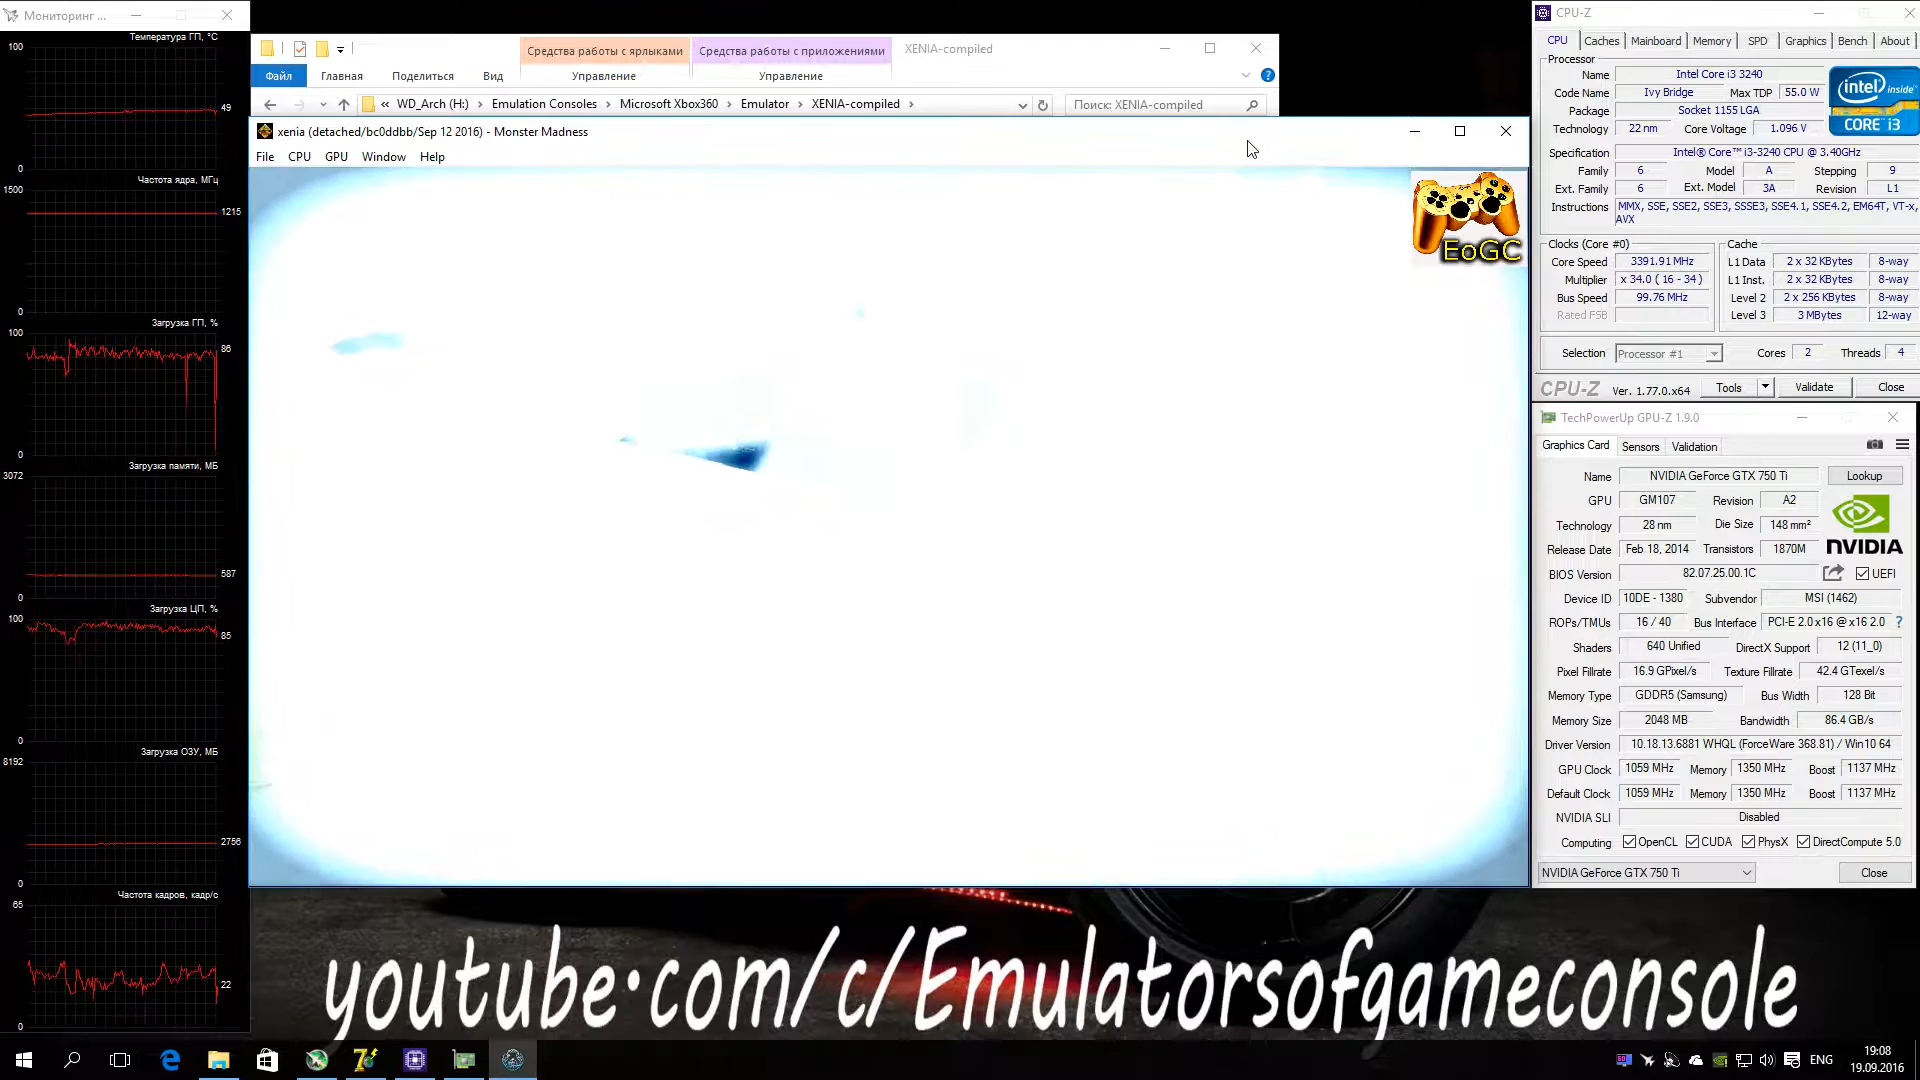 Мониторинг ...
Температура ГП, °C
100
49
0
Частота ядра, МГц
1500
1215
0
Загрузка ГП, %
100
86
0
Загрузка памяти, МБ
3072
587
0
Загрузка ЦП, %
100
85
0
Загрузка ОЗУ, МБ
8192
2756
0
Частота кадров, кадр/с
65
22
0
Средства работы с ярлыками
Средства работы с приложениями
XENIA-compiled
Файл
Главная
Поделиться
Вид
Управление
Управление
« WD_Arch (H:) Emulation Consoles Microsoft Xbox360 Emulator XENIA-compiled
Поиск: XENIA-compiled
xenia (detached/bc0ddbb/Sep 12 2016) - Monster Madness
File CPU GPU Window Help
EoGC
CPU-Z
CPU Caches Mainboard Memory SPD Graphics Bench About
Processor
Name Intel Core i3 3240
Code Name Ivy Bridge Max TDP 55.0 W
Package Socket 1155 LGA
Technology 22 nm Core Voltage 1.096 V
intel inside
CORE i3
Specification Intel® Core™ i3-3240 CPU @ 3.40GHz
Family 6 Model A Stepping 9
Ext. Family 6 Ext. Model 3A Revision L1
Instructions MMX, SSE, SSE2, SSE3, SSSE3, SSE4.1, SSE4.2, EM64T, VT-x,
AVX
Clocks (Core #0)
Core Speed 3391.91 MHz
Multiplier x 34.0 ( 16 - 34 )
Bus Speed 99.76 MHz
Rated FSB
Cache
L1 Data 2 x 32 KBytes 8-way
L1 Inst. 2 x 32 KBytes 8-way
Level 2 2 x 256 KBytes 8-way
Level 3 3 MBytes 12-way
Selection Processor #1 Cores 2 Threads 4
CPU-Z Ver. 1.77.0.x64 Tools Validate Close
TechPowerUp GPU-Z 1.9.0
Graphics Card Sensors Validation
Name NVIDIA GeForce GTX 750 Ti Lookup
GPU GM107 Revision A2
Technology 28 nm Die Size 148 mm²
Release Date Feb 18, 2014 Transistors 1870M
NVIDIA
BIOS Version 82.07.25.00.1C UEFI
Device ID 10DE - 1380 Subvendor MSI (1462)
ROPs/TMUs 16 / 40 Bus Interface PCI-E 2.0 x16 @ x16 2.0 ?
Shaders 640 Unified DirectX Support 12 (11_0)
Pixel Fillrate 16.9 GPixel/s Texture Fillrate 42.4 GTexel/s
Memory Type GDDR5 (Samsung) Bus Width 128 Bit
Memory Size 2048 MB Bandwidth 86.4 GB/s
Driver Version 10.18.13.6881 WHQL (ForceWare 368.81) / Win10 64
GPU Clock 1059 MHz Memory 1350 MHz Boost 1137 MHz
Default Clock 1059 MHz Memory 1350 MHz Boost 1137 MHz
NVIDIA SLI Disabled
Computing OpenCL CUDA PhysX DirectCompute 5.0
NVIDIA GeForce GTX 750 Ti Close
youtube.com/c/Emulatorsofgameconsole
ENG
19:08
19.09.2016